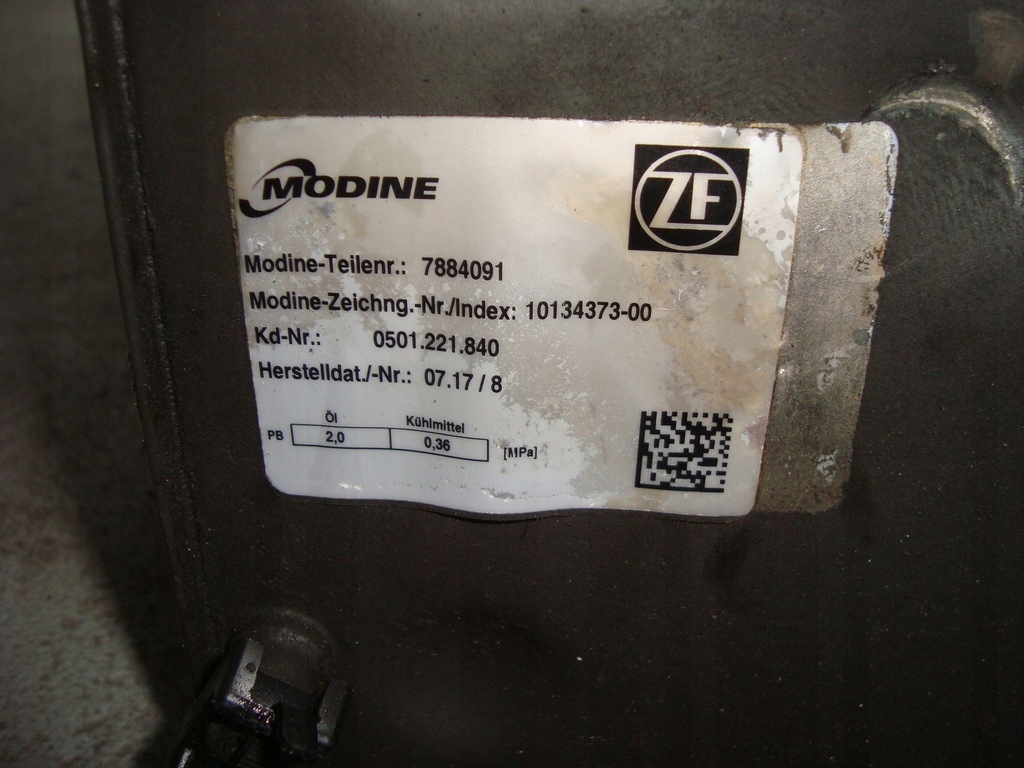 MODINE
ZF
Modine-Teilenr.: 7884091
Modine-Zeichng.-Nr./Index: 10134373-00
Kd-Nr.: 0501.221.840
Herstelldat./-Nr.: 07.17 / 8
Öl Kühlmittel
PB 2,0 0,36 [MPa]